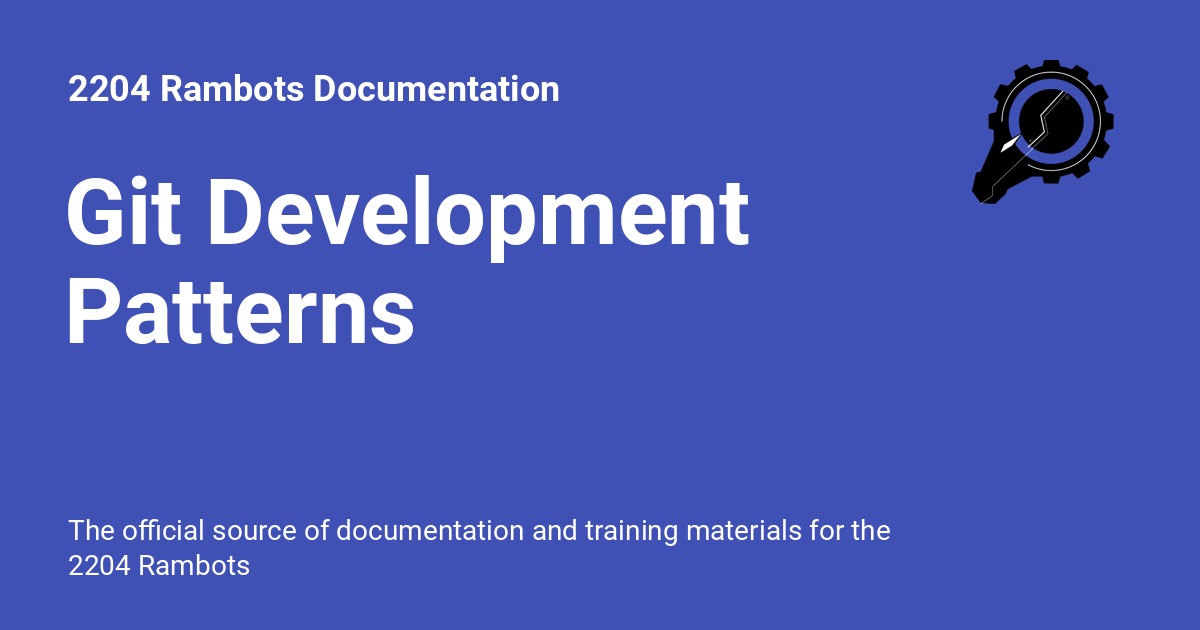 2204 Rambots Documentation
Git Development
Patterns
The official source of documentation and training materials for the
2204 Rambots